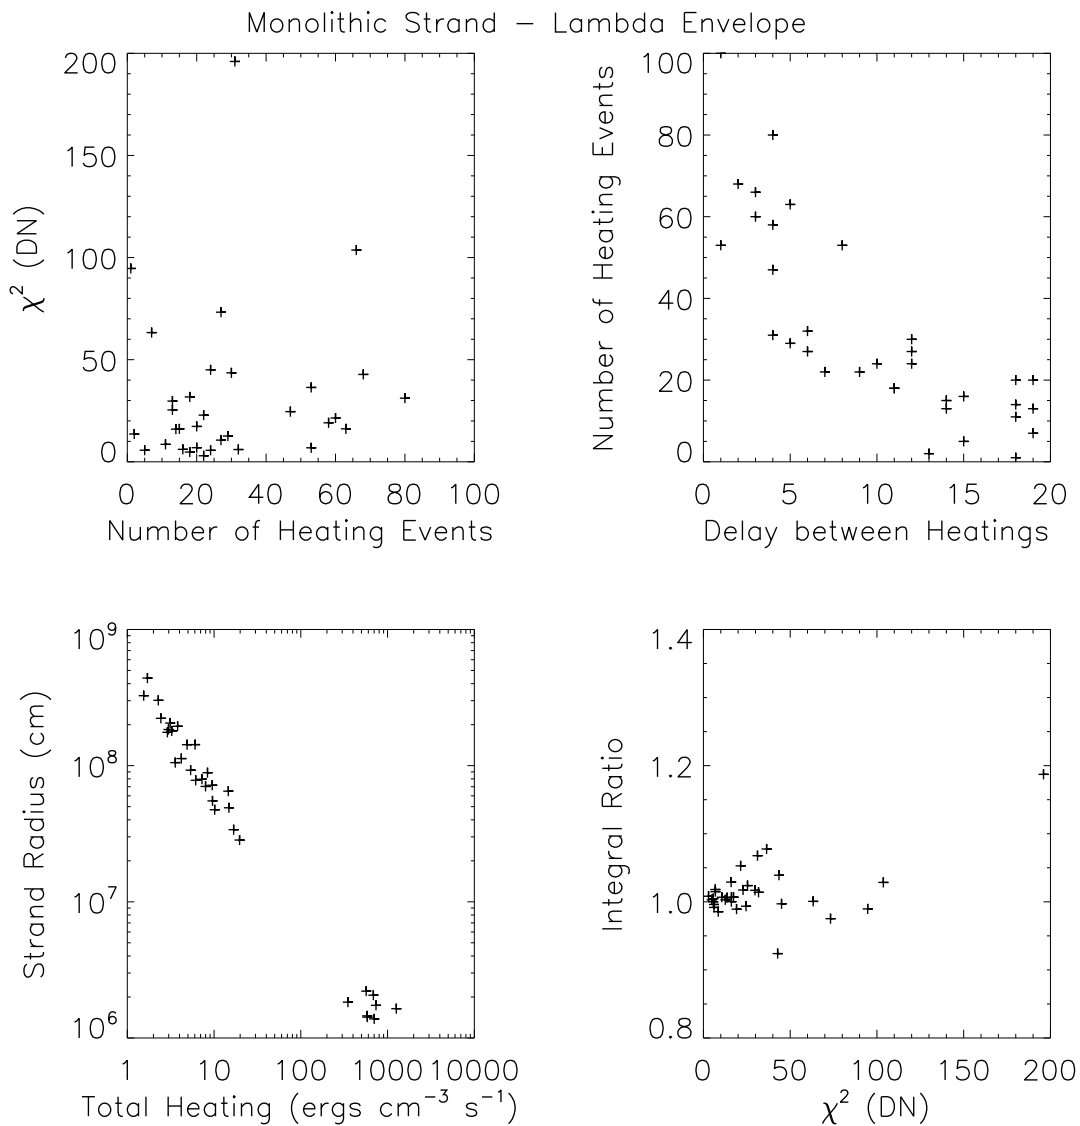 Monolithic Strand − Lambda Envelope
200
150
100
50
0
χ² (DN)
0 20 40 60 80 100
Number of Heating Events
100
80
60
40
20
0
Number of Heating Events
0 5 10 15 20
Delay between Heatings
10⁹
10⁸
10⁷
10⁶
Strand Radius (cm)
1 10 100 1000 10000
Total Heating (ergs cm⁻³ s⁻¹)
1.4
1.2
1.0
0.8
Integral Ratio
0 50 100 150 200
χ² (DN)